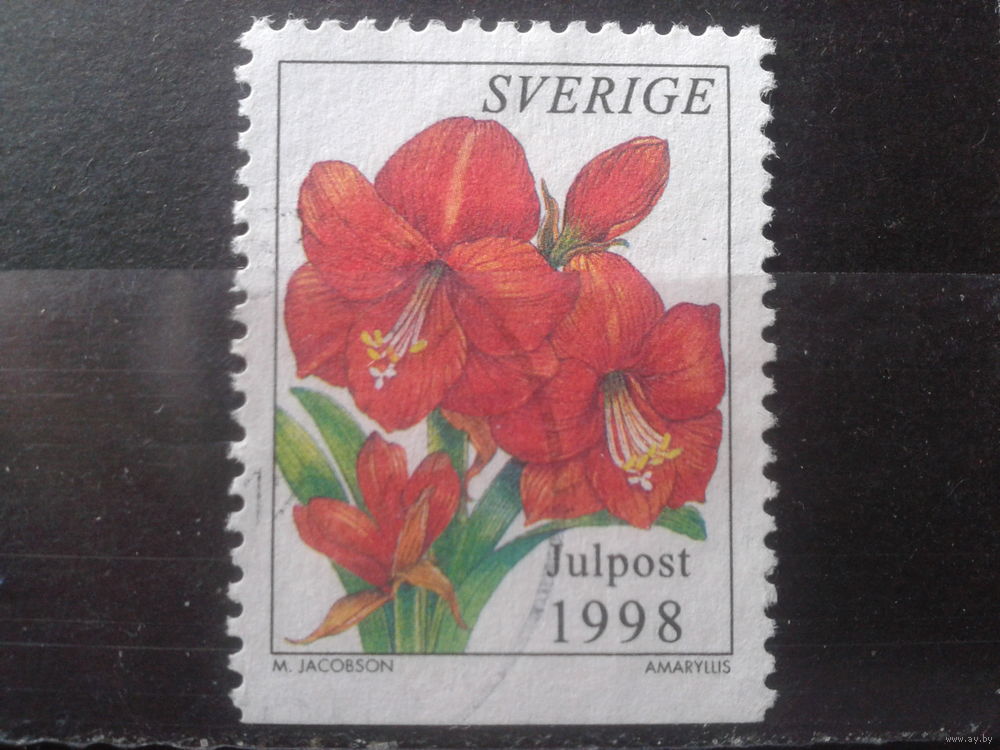 SVERIGE
Julpost
1998
M. JACOBSON AMARYLLIS
www.ay.by